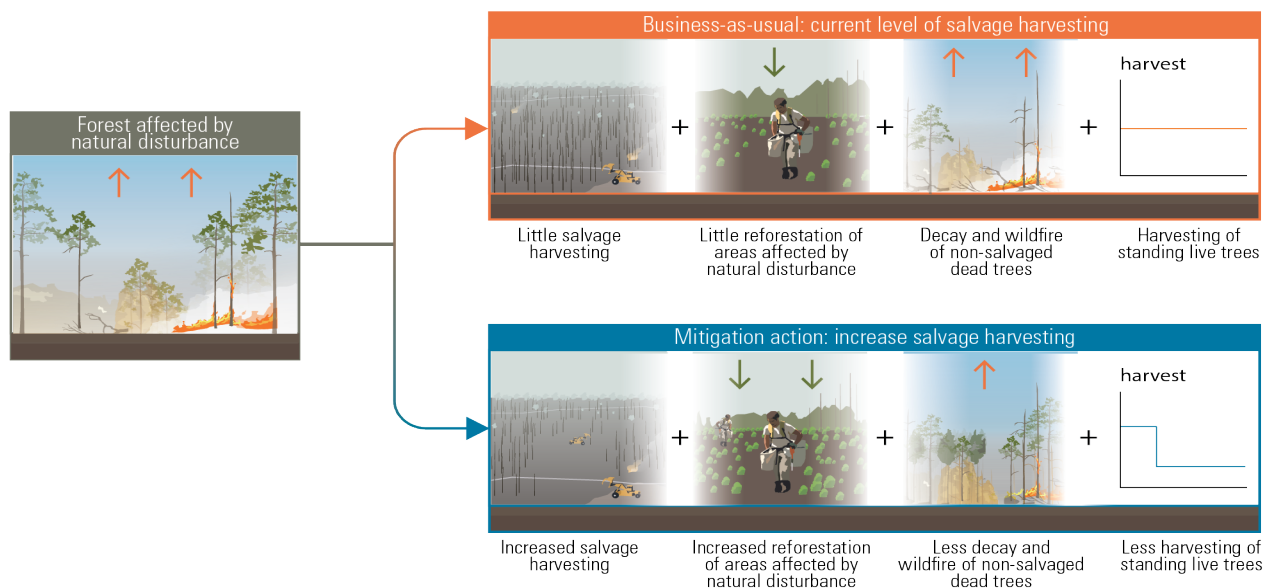 Forest affected by
natural disturbance
Business-as-usual: current level of salvage harvesting
+
+
+
harvest
Little salvage
harvesting
Little reforestation of
areas affected by
natural disturbance
Decay and wildfire
of non-salvaged
dead trees
Harvesting of
standing live trees
Mitigation action: increase salvage harvesting
+
+
+
harvest
Increased salvage
harvesting
Increased reforestation
of areas affected by
natural disturbance
Less decay and
wildfire of non-salvaged
dead trees
Less harvesting of
standing live trees